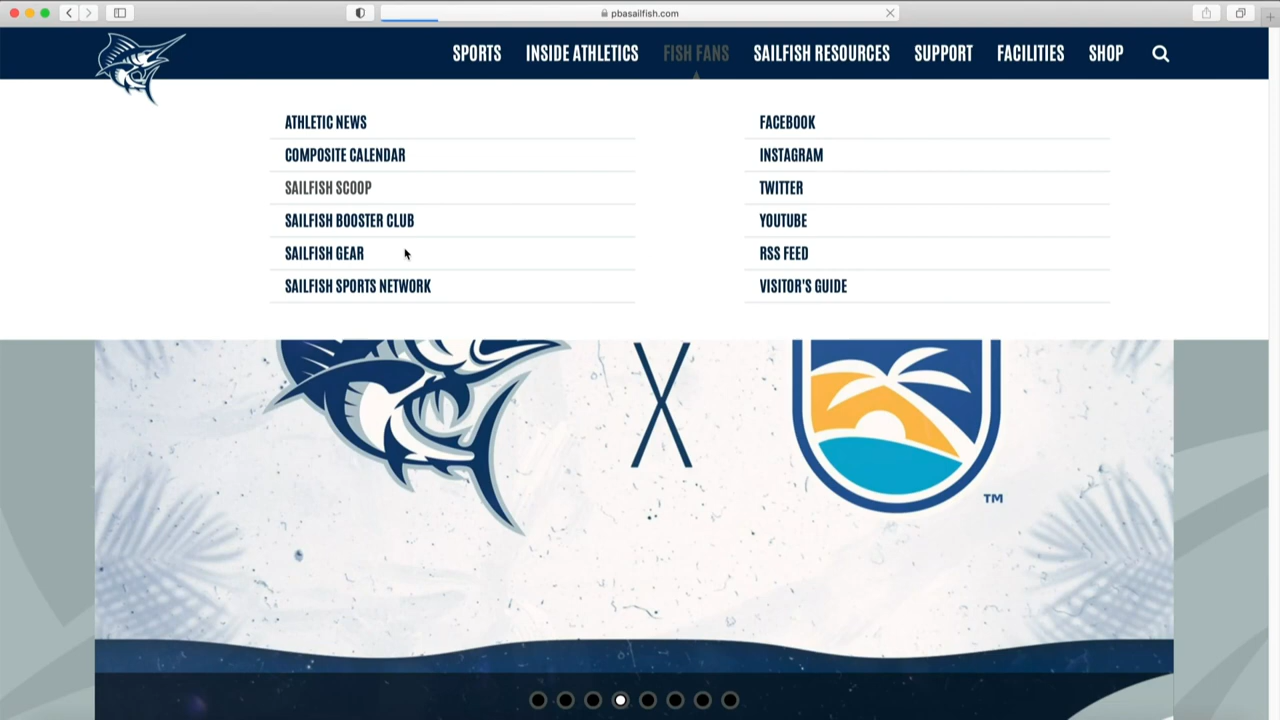 pbasailfish.com
SPORTS INSIDE ATHLETICS FISH FANS SAILFISH RESOURCES SUPPORT FACILITIES SHOP
ATHLETIC NEWS
COMPOSITE CALENDAR
SAILFISH SCOOP
SAILFISH BOOSTER CLUB
SAILFISH GEAR
SAILFISH SPORTS NETWORK
FACEBOOK
INSTAGRAM
TWITTER
YOUTUBE
RSS FEED
VISITOR'S GUIDE
X
TM